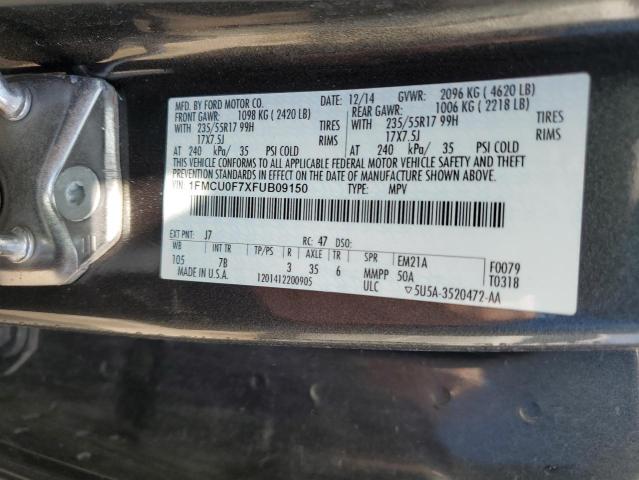 MFD. BY FORD MOTOR CO.
DATE: 12/14 GVWR: 2096 KG ( 4620 LB)
FRONT GAWR: 1098 KG ( 2420 LB)
REAR GAWR: 1006 KG ( 2218 LB)
WITH 235/55R17 99H TIRES
WITH 235/55R17 99H TIRES
17X7.5J RIMS
17X7.5J RIMS
AT 240 kPa/ 35 PSI COLD
AT 240 kPa/ 35 PSI COLD
THIS VEHICLE CONFORMS TO ALL APPLICABLE FEDERAL MOTOR VEHICLE SAFETY AND THEFT
PREVENTION STANDARDS IN EFFECT ON THE DATE OF MANUFACTURE SHOWN ABOVE.
VIN: 1FMCU0F7XFUB09150 TYPE: MPV
EXT PNT: J7 RC: 47 DSO:
WB INT TR TP/PS R AXLE TR SPR EM21A F0079
105 7B 3 35 6 MMPP 50A T0318
MADE IN U.S.A. 1201412200905 ULC ▽5U5A-3520472-AA